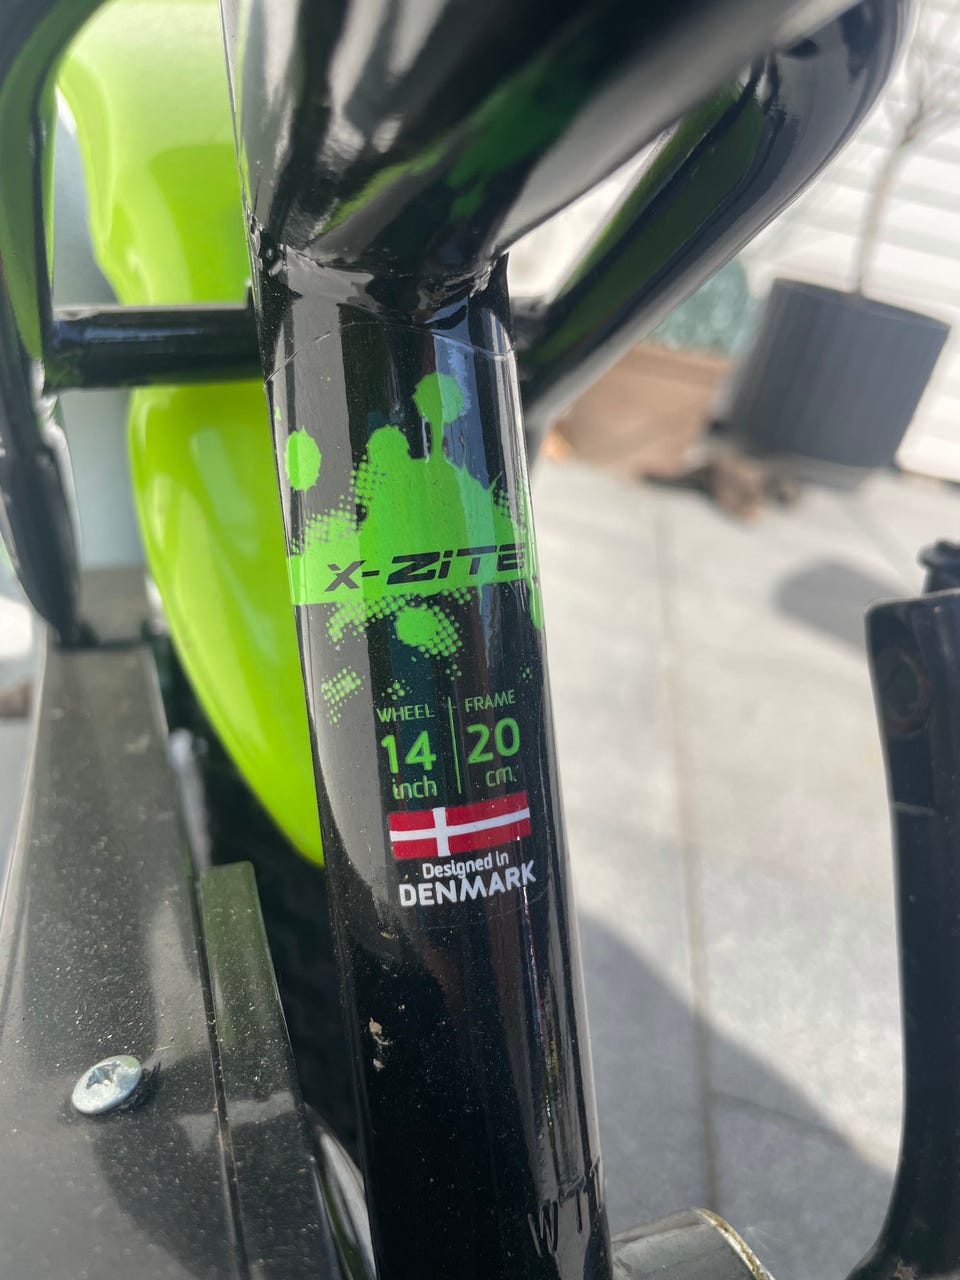 X-ZiTE
WHEEL | FRAME
14 | 20
inch | cm.
Designed in
DENMARK